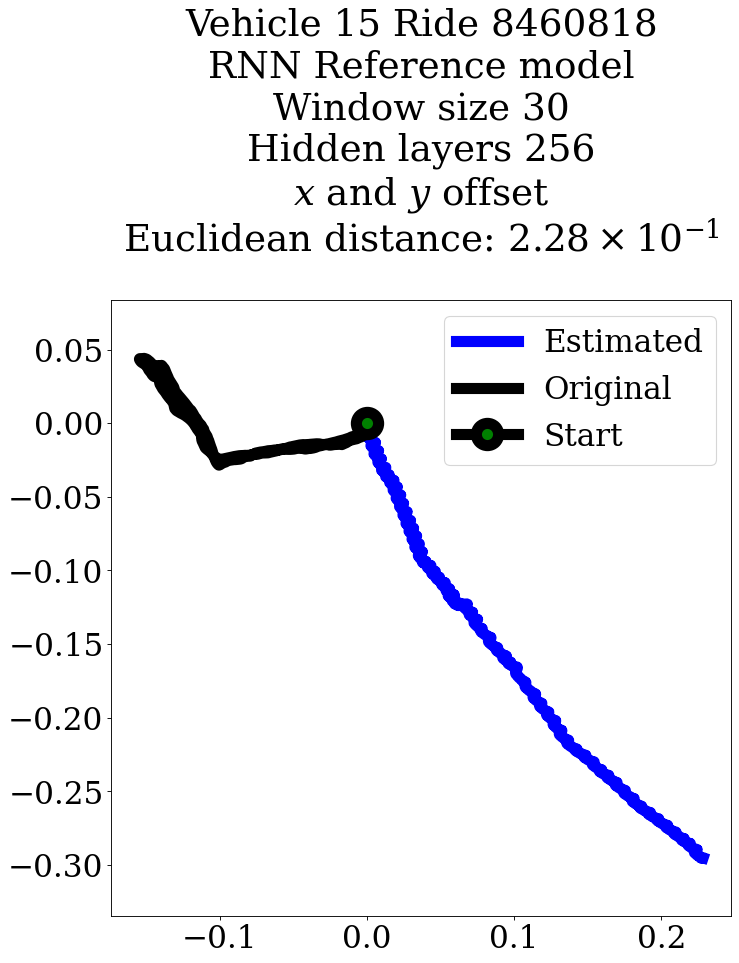 Vehicle 15 Ride 8460818
RNN Reference model
Window size 30
Hidden layers 256
x and y offset
Euclidean distance: 2.28 × 10⁻¹
Estimated
Original
Start
0.05
0.00
−0.05
−0.10
−0.15
−0.20
−0.25
−0.30
−0.1 0.0 0.1 0.2